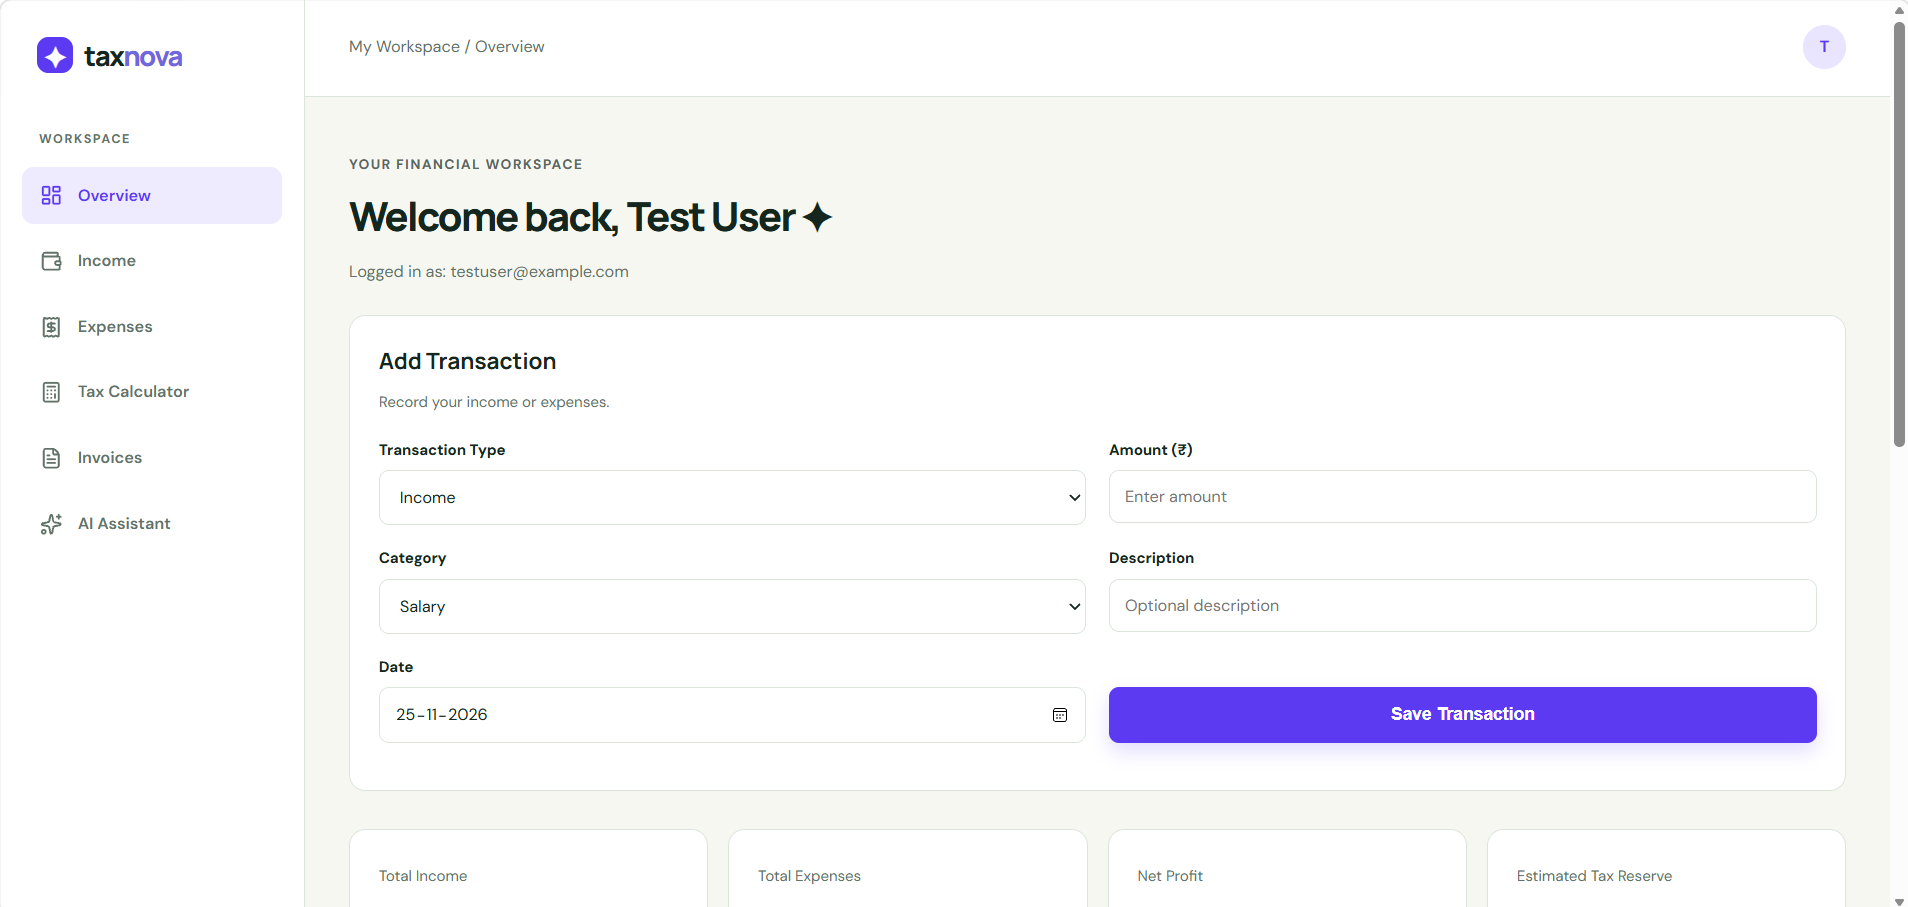 taxnova
My Workspace / Overview
T
WORKSPACE
Overview
Income
Expenses
Tax Calculator
Invoices
AI Assistant
YOUR FINANCIAL WORKSPACE
Welcome back, Test User ✦
Logged in as: testuser@example.com
Add Transaction
Record your income or expenses.
Transaction Type
Income
Amount (₹)
Enter amount
Category
Salary
Description
Optional description
Date
25-11-2026
Save Transaction
Total Income
Total Expenses
Net Profit
Estimated Tax Reserve